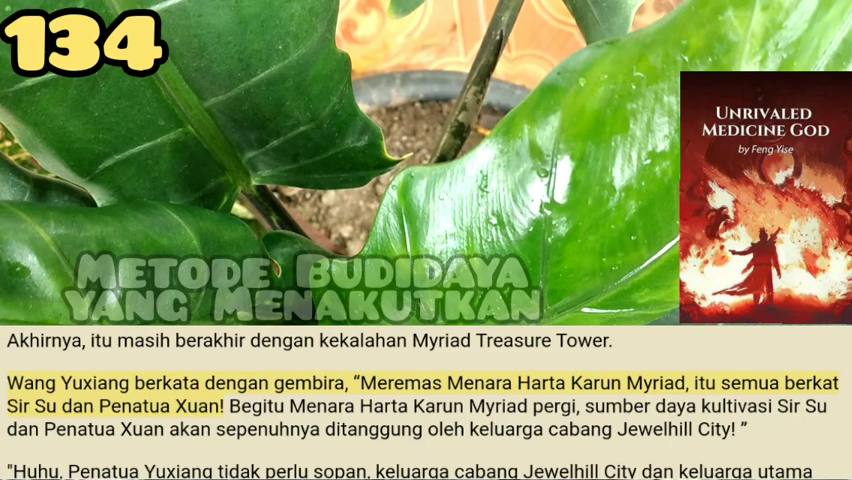 134
UNRIVALED
MEDICINE GOD
by Feng Yise
METODE BUDIDAYA
YANG MENAKUTKAN
Akhirnya, itu masih berakhir dengan kekalahan Myriad Treasure Tower.
Wang Yuxiang berkata dengan gembira, “Meremas Menara Harta Karun Myriad, itu semua berkat
Sir Su dan Penatua Xuan! Begitu Menara Harta Karun Myriad pergi, sumber daya kultivasi Sir Su
dan Penatua Xuan akan sepenuhnya ditanggung oleh keluarga cabang Jewelhill City! ”
"Huhu, Penatua Yuxiang tidak perlu sopan, keluarga cabang Jewelhill City dan keluarga utama